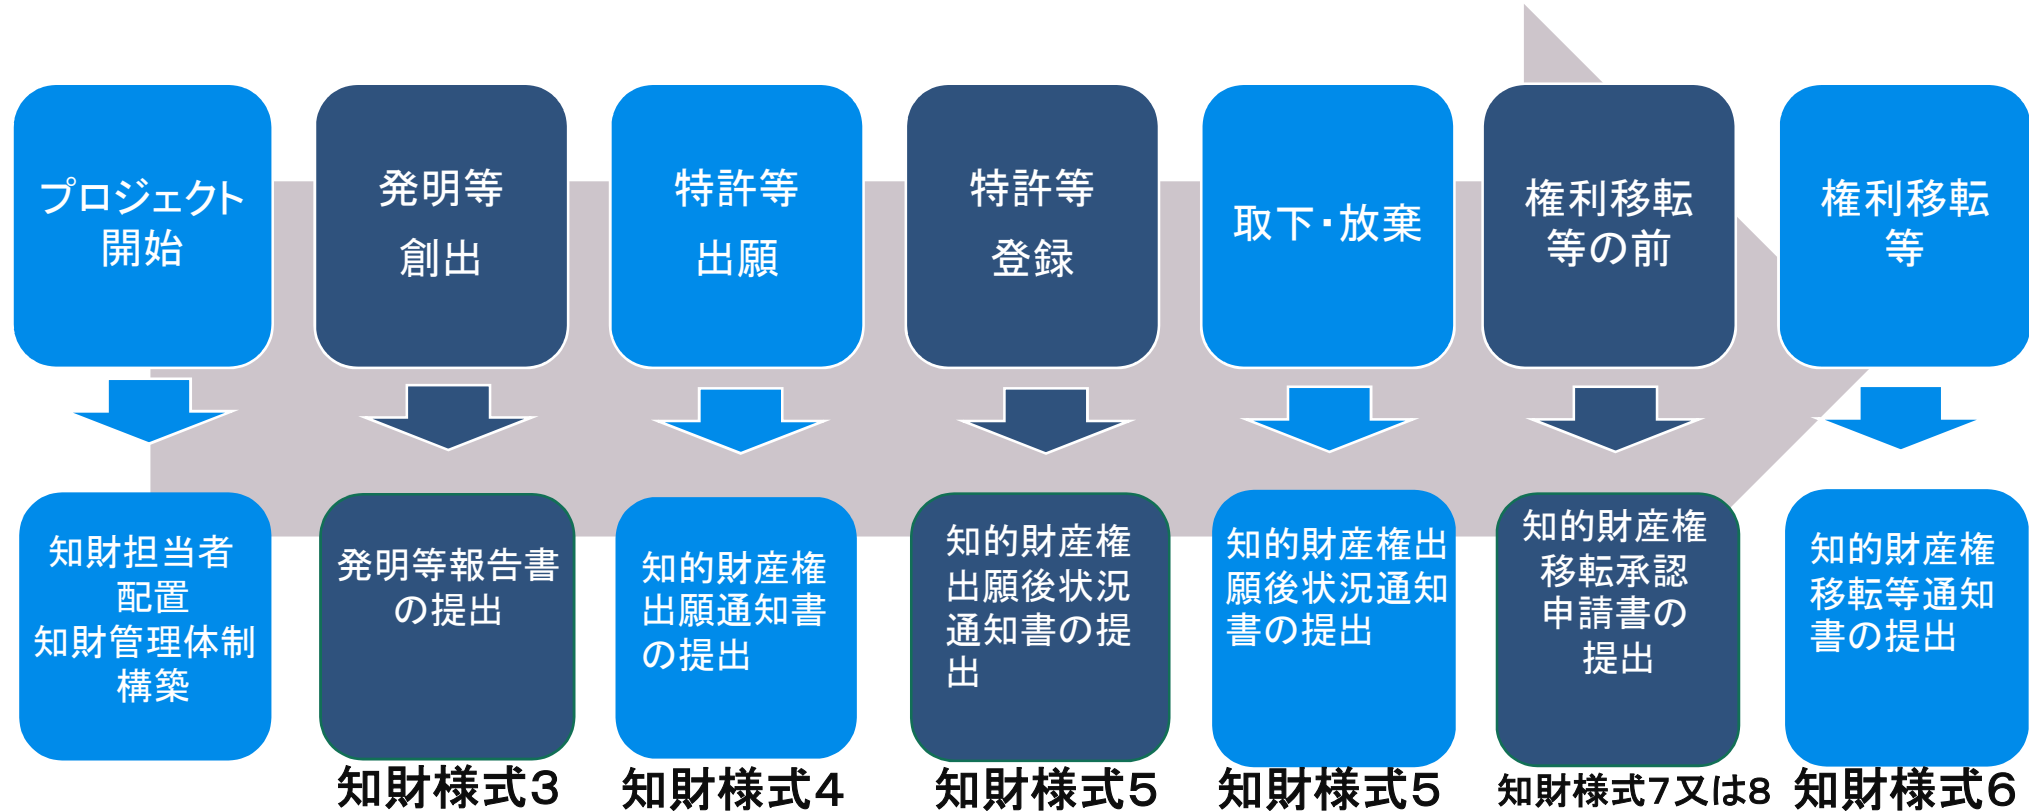 プロジェクト
開始
発明等
創出
特許等
出願
特許等
登録
取下・放棄
権利移転
等の前
権利移転
等
知財担当者
配置
知財管理体制
構築
発明等報告書
の提出
知的財産権
出願通知書
の提出
知的財産権
出願後状況
通知書の提
出
知的財産権出
願後状況通知
書の提出
知的財産権
移転承認
申請書の
提出
知的財産権
移転等通知
書の提出
知財様式3
知財様式4
知財様式5
知財様式5
知財様式7又は8
知財様式6